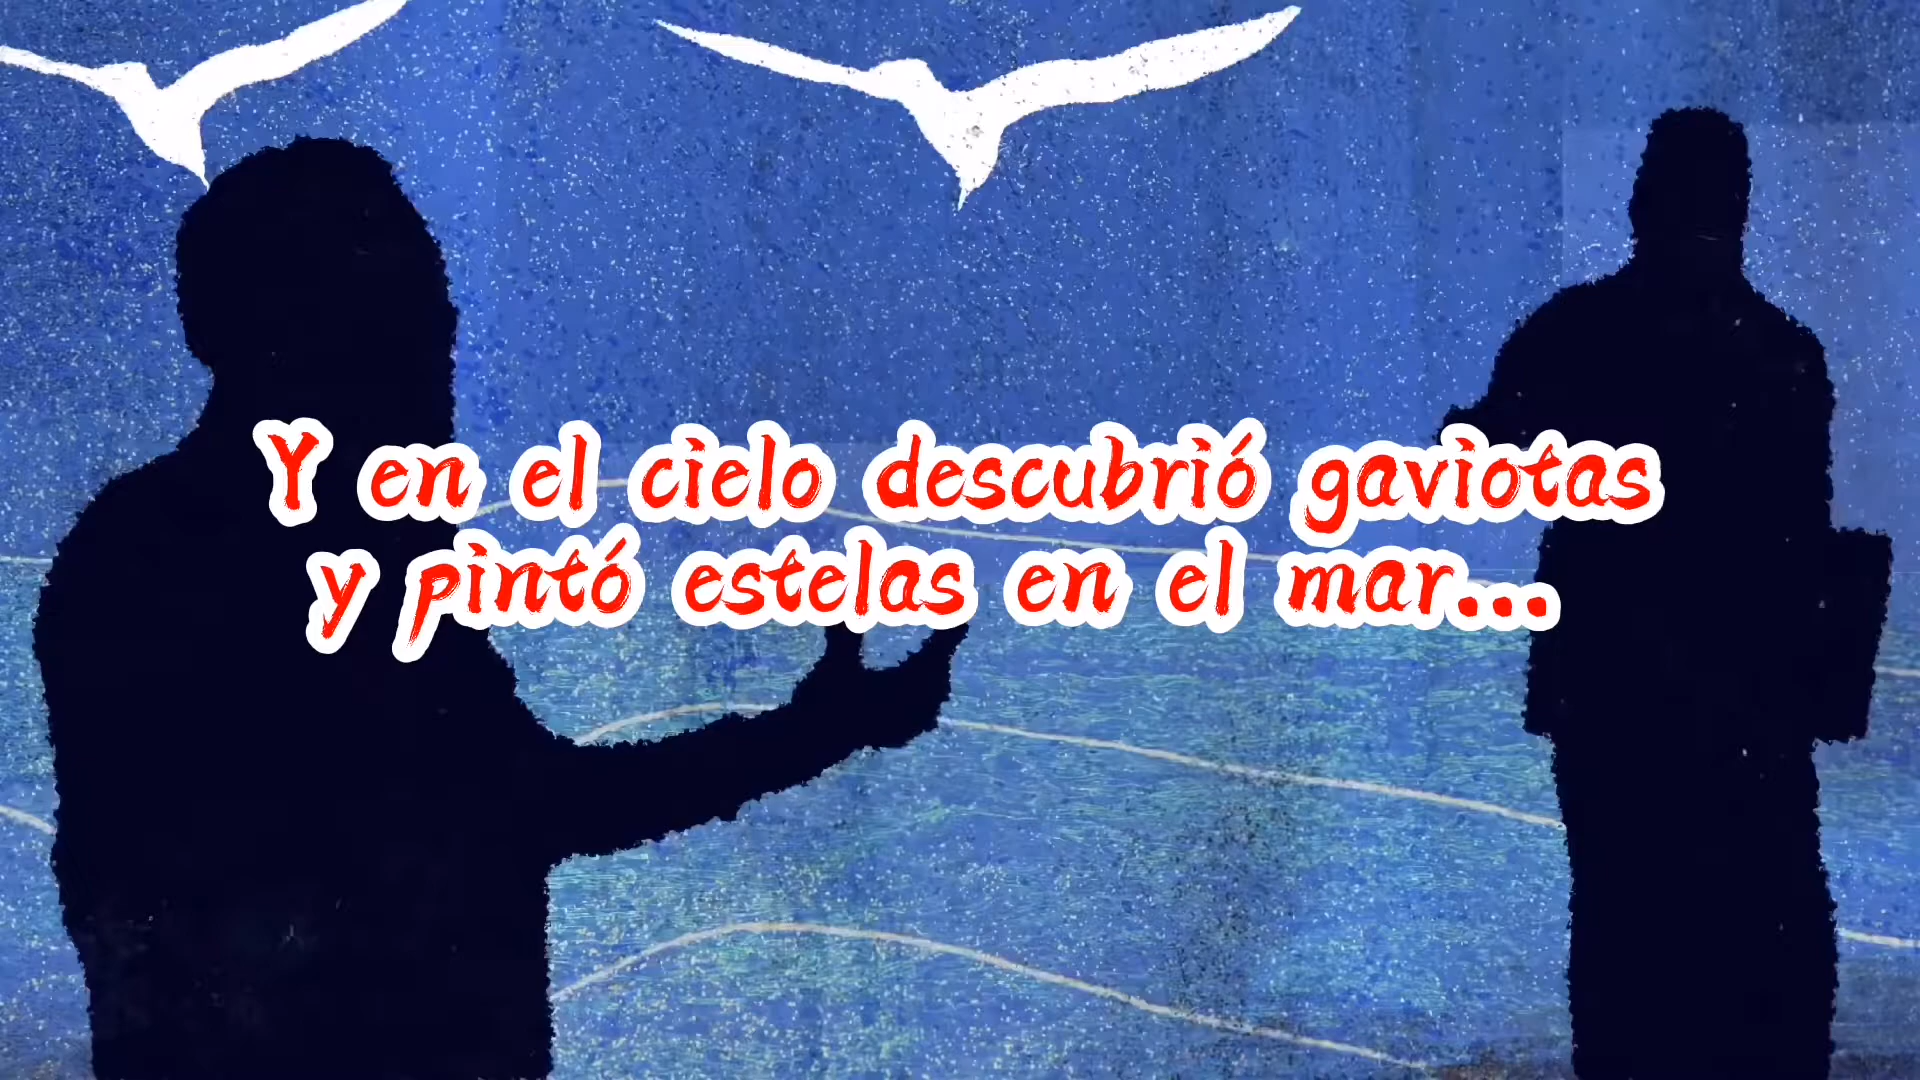 Y en el cielo descubrió gaviotas
y pintó estelas en el mar...